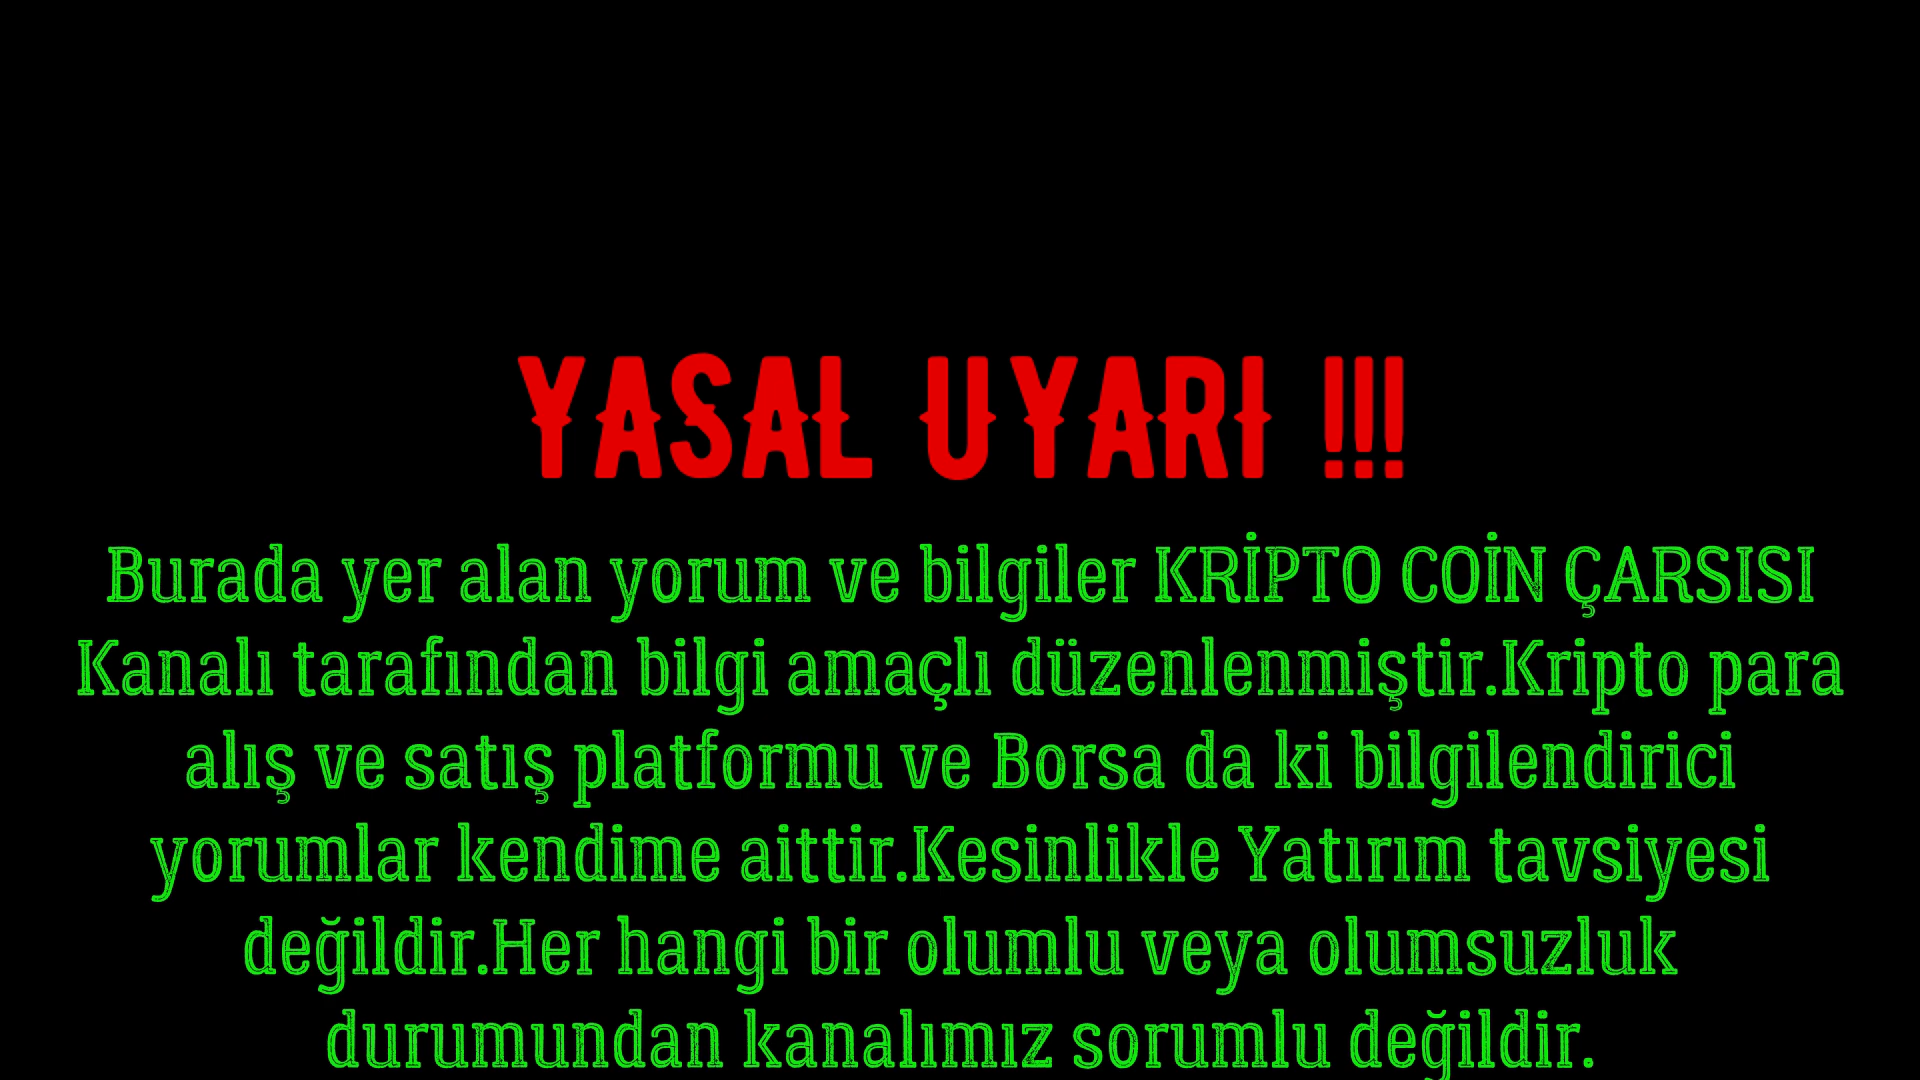 YASAL UYARI !!!
Burada yer alan yorum ve bilgiler KRİPTO COİN ÇARSISI
Kanalı tarafından bilgi amaçlı düzenlenmiştir.Kripto para
alış ve satış platformu ve Borsa da ki bilgilendirici
yorumlar kendime aittir.Kesinlikle Yatırım tavsiyesi
değildir.Her hangi bir olumlu veya olumsuzluk
durumundan kanalımız sorumlu değildir.